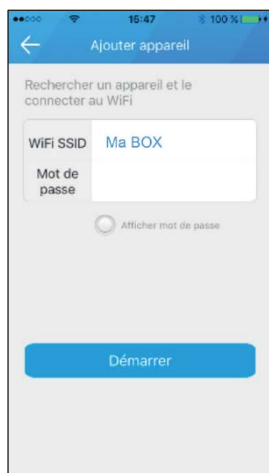 15:47 100 %
Ajouter appareil
Rechercher un appareil et le
connecter au WiFi
WiFi SSID Ma BOX
Mot de
passe
Afficher mot de passe
Démarrer